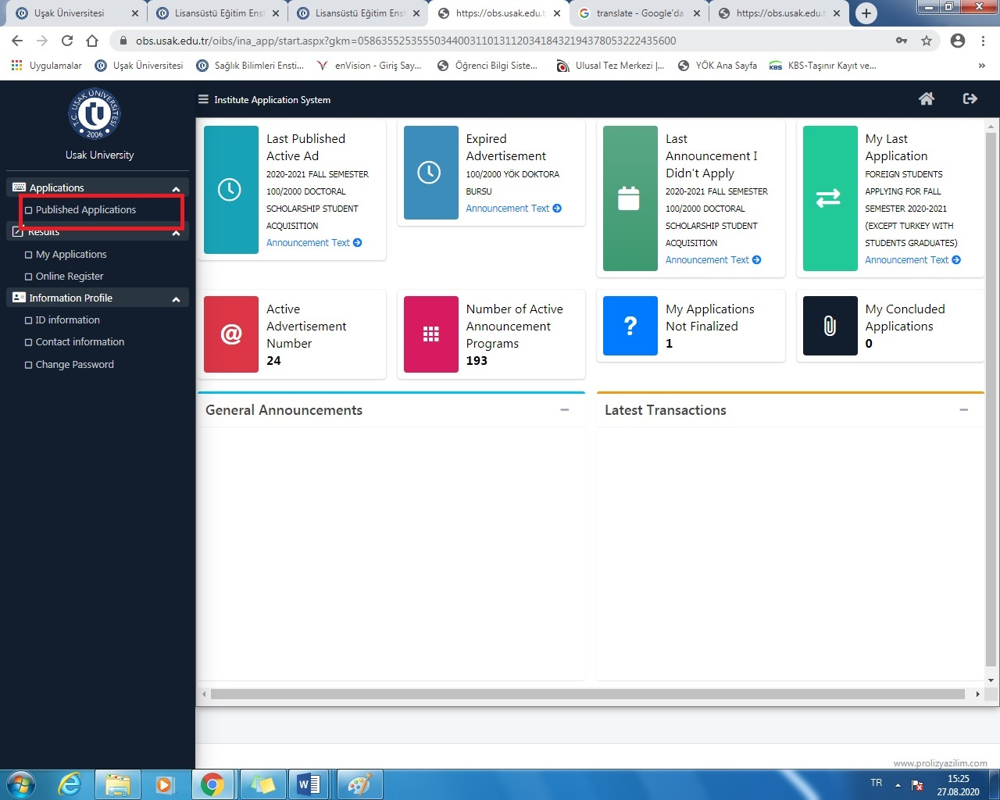 Uşak Üniversitesi
Lisansüstü Eğitim Enst
Lisansüstü Eğitim Enst
https://obs.usak.edu.t
translate - Google'da
https://obs.usak.edu.t
obs.usak.edu.tr/oibs/ina_app/start.aspx?gkm=0586355253555034400311013112034184321943780532224356​00
Uygulamalar
Uşak Üniversitesi
Sağlık Bilimleri Ensti...
enVision - Giriş Say...
Öğrenci Bilgi Siste...
Ulusal Tez Merkezi |...
YÖK Ana Sayfa
KBS
KBS-Taşınır Kayıt ve...
»
T.C. UŞAK ÜNİVERSİTESİ
2006
Usak University
Applications
Published Applications
Results
My Applications
Online Register
Information Profile
ID information
Contact information
Change Password
Institute Application System
Last Published
Active Ad
2020-2021 FALL SEMESTER
100/2000 DOCTORAL
SCHOLARSHIP STUDENT
ACQUISITION
Announcement Text
Expired
Advertisement
100/2000 YÖK DOKTORA
BURSU
Announcement Text
Last
Announcement I
Didn't Apply
2020-2021 FALL SEMESTER
100/2000 DOCTORAL
SCHOLARSHIP STUDENT
ACQUISITION
Announcement Text
My Last
Application
FOREIGN STUDENTS
APPLYING FOR FALL
SEMESTER 2020-2021
(EXCEPT TURKEY WITH
STUDENTS GRADUATES)
Announcement Text
@
Active
Advertisement
Number
24
Number of Active
Announcement
Programs
193
?
My Applications
Not Finalized
1
My Concluded
Applications
0
General Announcements
Latest Transactions
www.prolizyazilim.com
TR
15:25
27.08.2020